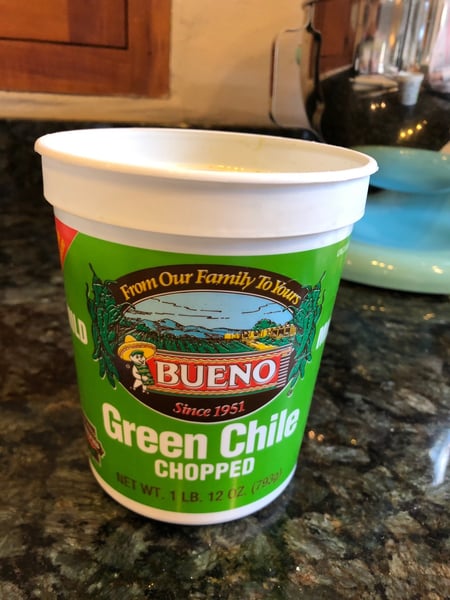 From Our Family To Yours
BUENO
Since 1951
Green Chile
CHOPPED
NET WT. 1 LB. 12 OZ. (793g)